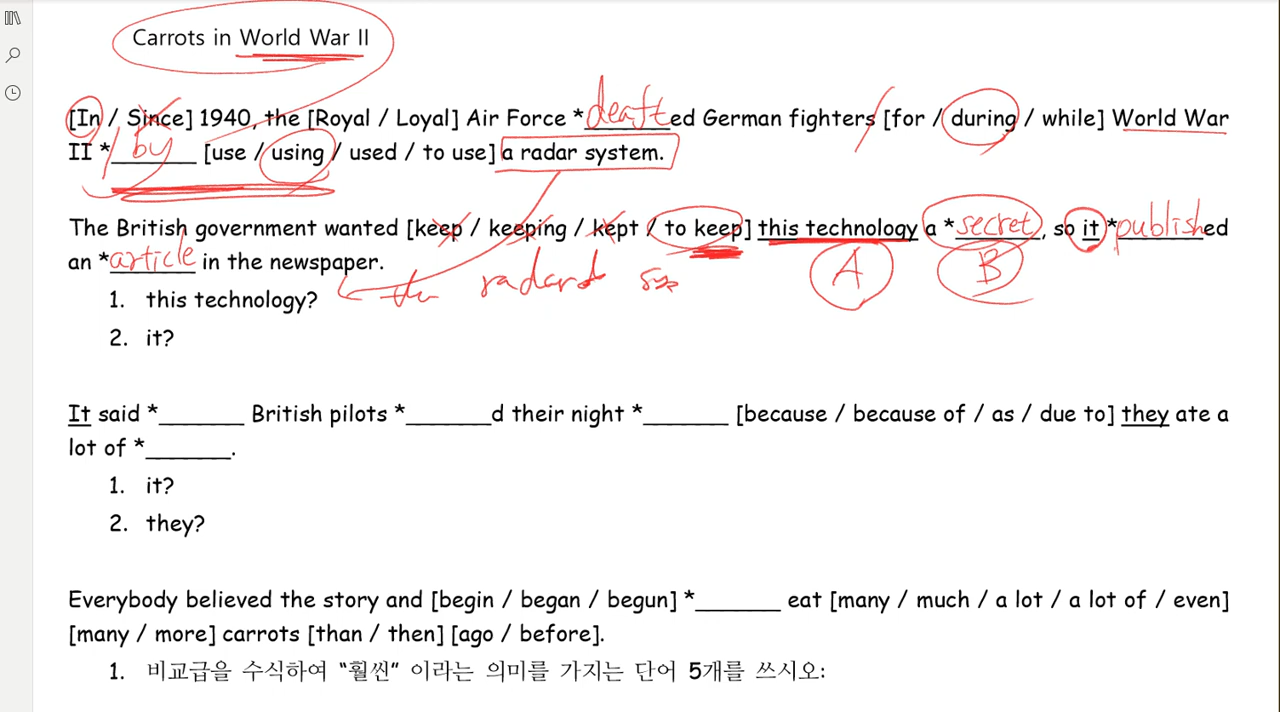 Carrots in World War II
[In / Since] 1940, the [Royal / Loyal] Air Force *deafted German fighters [for / during / while] World War
II *by [use / using / used / to use] a radar system.
The British government wanted [keep / keeping / kept / to keep] this technology a *secret, so it *published
an *article in the newspaper.
A B
1. this technology? the radard sys
2. it?
It said *_______ British pilots *_______d their night *_______ [because / because of / as / due to] they ate a
lot of *_______.
1. it?
2. they?
Everybody believed the story and [begin / began / begun] *_______ eat [many / much / a lot / a lot of / even]
[many / more] carrots [than / then] [ago / before].
1. 비교급을 수식하여 "훨씬" 이라는 의미를 가지는 단어 5개를 쓰시오: